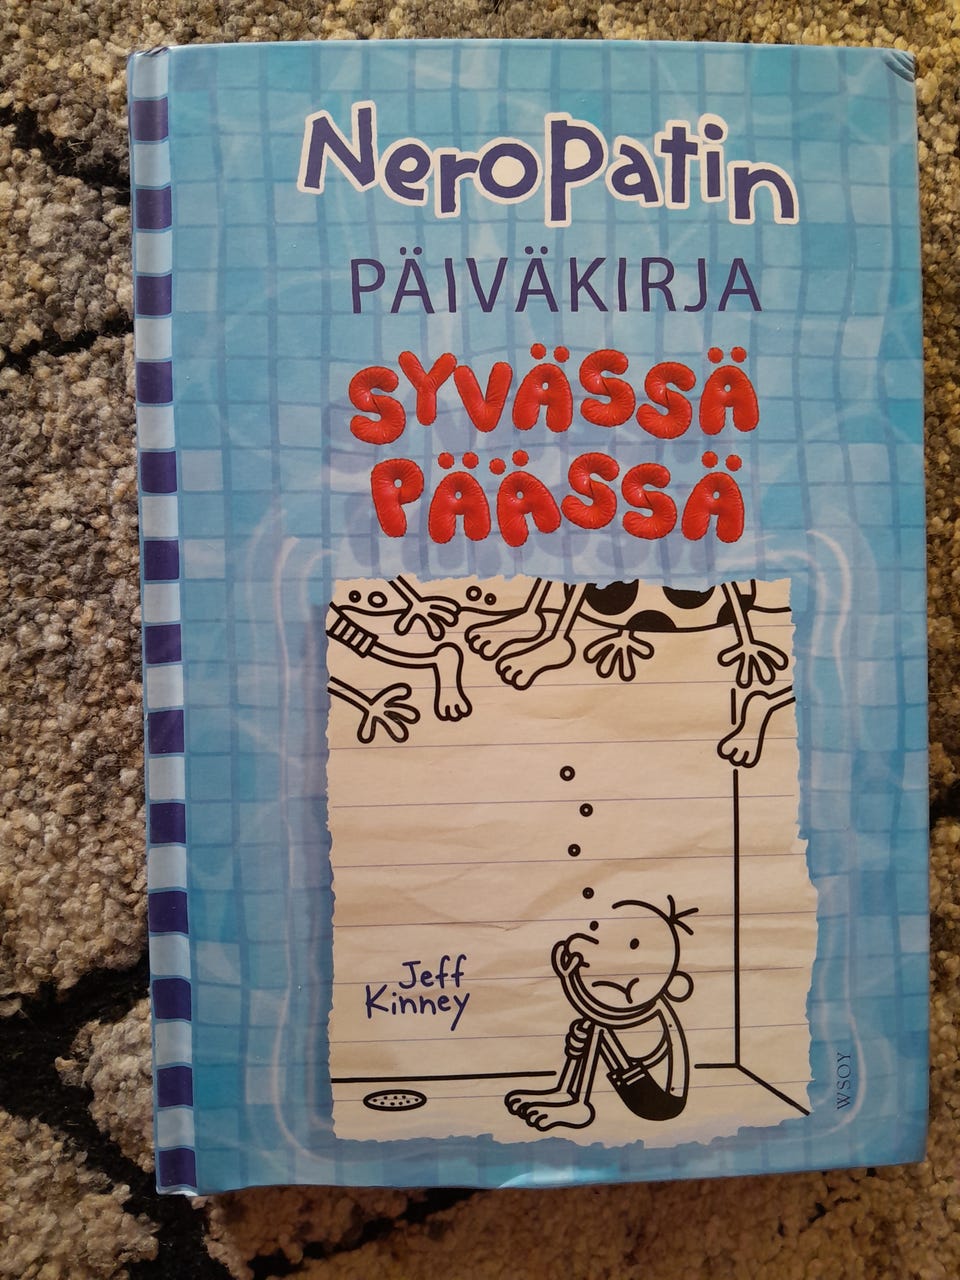 Neropatin
PÄIVÄKIRJA
SYVÄSSÄ
PÄÄSSÄ
Jeff
Kinney
WSOY